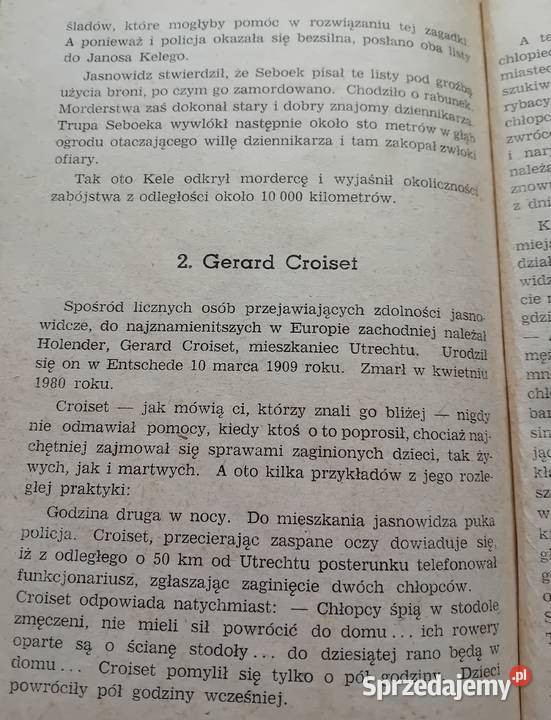 śladów, które mogłyby pomóc w rozwiązaniu tej zagadki.
A ponieważ i policja okazała się bezsilna, posłano oba listy
do Janosa Kelego.
Jasnowidz stwierdził, że Seboek pisał te listy pod groźbą
użycia broni, po czym go zamordowano. Chodziło o rabunek.
Morderstwa zaś dokonał stary i dobry znajomy dziennikarza.
Trupa Seboeka wywlókł następnie około sto metrów w głąb
ogrodu otaczającego willę dziennikarza i tam zakopał zwłoki
ofiary.
Tak oto Kele odkrył mordercę i wyjaśnił okoliczności
zabójstwa z odległości około 10 000 kilometrów.
2. Gerard Croiset
Spośród licznych osób przejawiających zdolności jasno-
widcze, do najznamienitszych w Europie zachodniej należał
Holender, Gerard Croiset, mieszkaniec Utrechtu. Urodził
się on w Entschede 10 marca 1909 roku. Zmarł w kwietniu
1980 roku.
Croiset — jak mówią ci, którzy znali go bliżej — nigdy
nie odmawiał pomocy, kiedy ktoś o to poprosił, chociaż naj-
chętniej zajmował się sprawami zaginionych dzieci, tak ży-
wych, jak i martwych. A oto kilka przykładów z jego rozle-
głej praktyki:
Godzina druga w nocy. Do mieszkania jasnowidza puka
policja. Croiset, przecierając zaspane oczy dowiaduje się,
iż z odległego o 50 km od Utrechtu posterunku telefonował
funkcjonariusz, zgłaszając zaginięcie dwóch chłopców.
Croiset odpowiada natychmiast: — Chłopcy śpią w stodole
zmęczeni, nie mieli sił powrócić do domu... ich rowery
oparte są o ścianę stodoły... do dziesiątej rano będą w
domu... Croiset pomylił się tylko o pół godziny. Dzieci
powróciły pół godziny wcześniej.
Sprzedajemy.pl